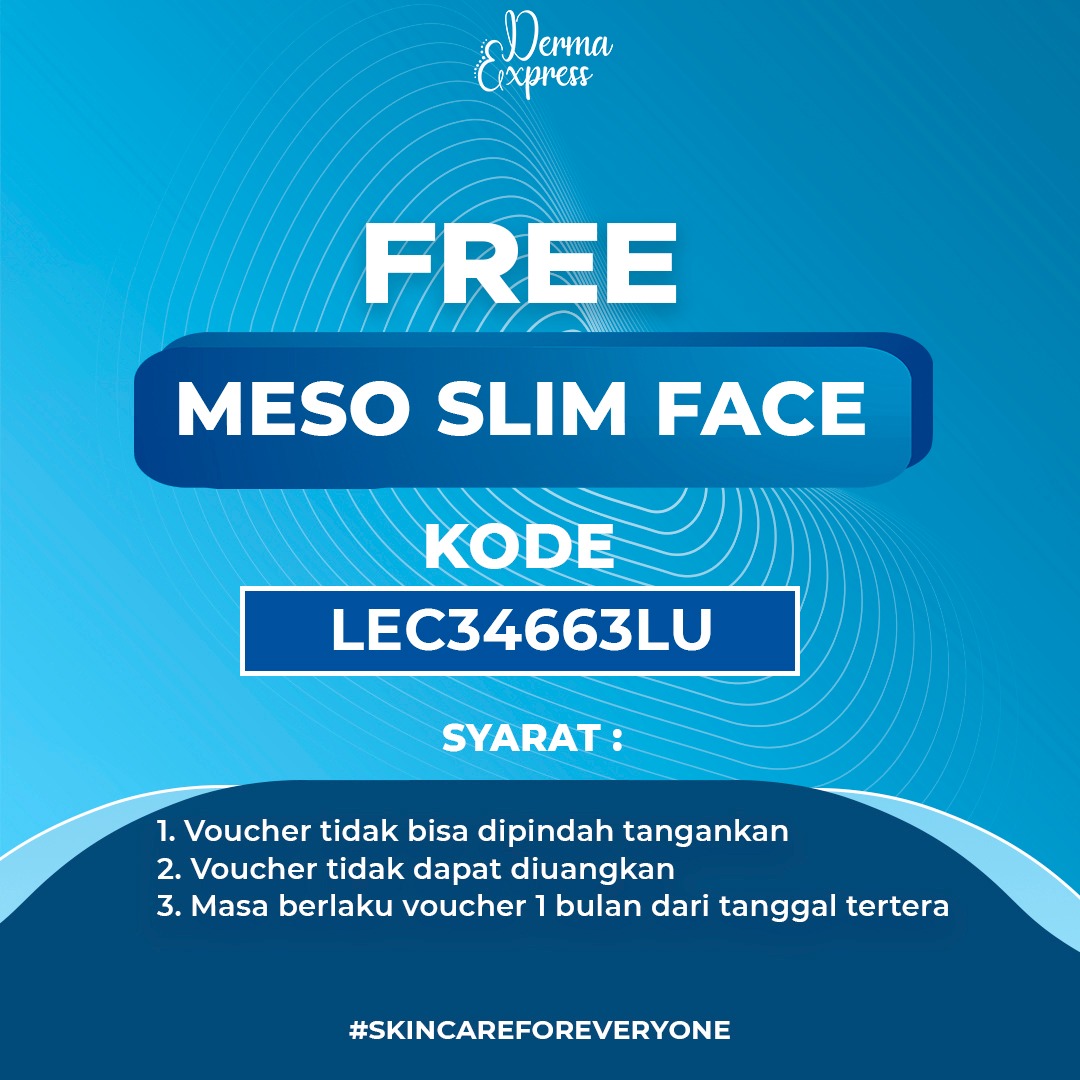 Derma
Express
FREE
MESO SLIM FACE
KODE
LEC34663LU
SYARAT :
1. Voucher tidak bisa dipindah tangankan
2. Voucher tidak dapat diuangkan
3. Masa berlaku voucher 1 bulan dari tanggal tertera
#SKINCAREFOREVERYONE